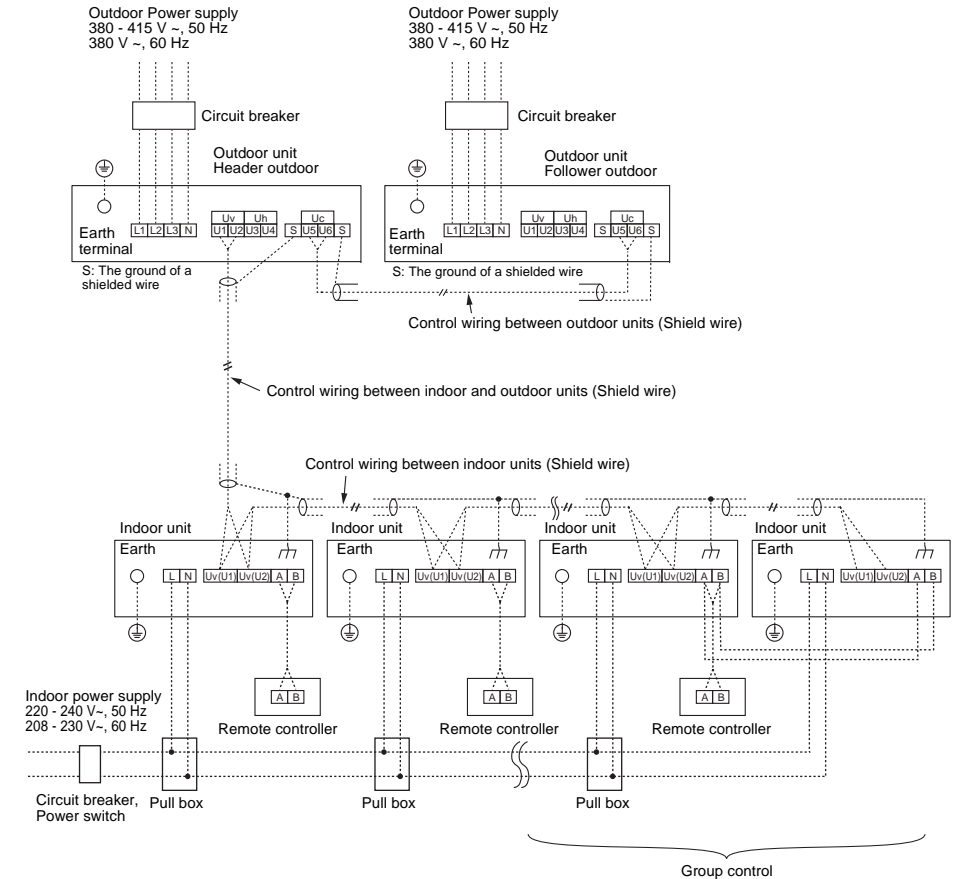 Outdoor Power supply
380 - 415 V ~, 50 Hz
380 V ~, 60 Hz
Outdoor Power supply
380 - 415 V ~, 50 Hz
380 V ~, 60 Hz
Circuit breaker
Circuit breaker
Outdoor unit
Header outdoor
Outdoor unit
Follower outdoor
Uv Uh Uc
L1 L2 L3 N U1 U2 U3 U4 S U5 U6 S
Earth
terminal
Uv Uh Uc
L1 L2 L3 N U1 U2 U3 U4 S U5 U6 S
Earth
terminal
S: The ground of a
shielded wire
S: The ground of a shielded wire
Control wiring between outdoor units (Shield wire)
Control wiring between indoor and outdoor units (Shield wire)
Control wiring between indoor units (Shield wire)
Indoor unit
Indoor unit
Indoor unit
Indoor unit
Earth
Earth
Earth
Earth
L N Uv(U1) Uv(U2) A B
L N Uv(U1) Uv(U2) A B
L N Uv(U1) Uv(U2) A B
L N Uv(U1) Uv(U2) A B
A B
A B
A B
Remote controller
Remote controller
Remote controller
Indoor power supply
220 - 240 V~, 50 Hz
208 - 230 V~, 60 Hz
Circuit breaker,
Power switch
Pull box
Pull box
Pull box
Group control